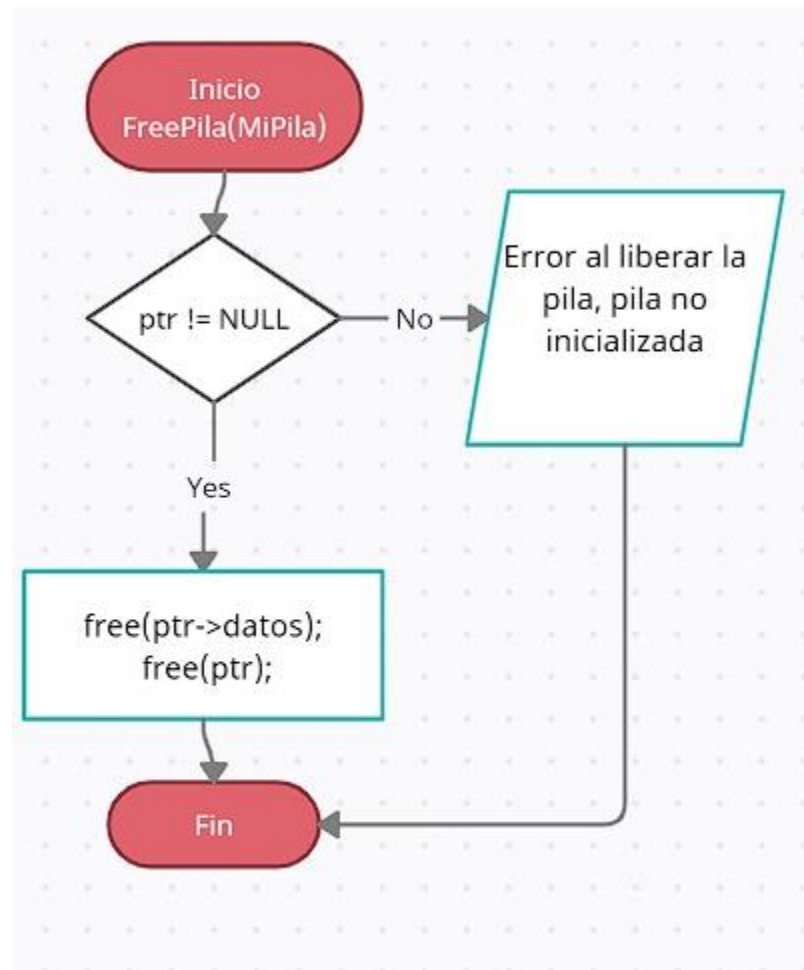 Inicio
FreePila(MiPila)
ptr != NULL
No
Error al liberar la
pila, pila no
inicializada
Yes
free(ptr->datos);
free(ptr);
Fin